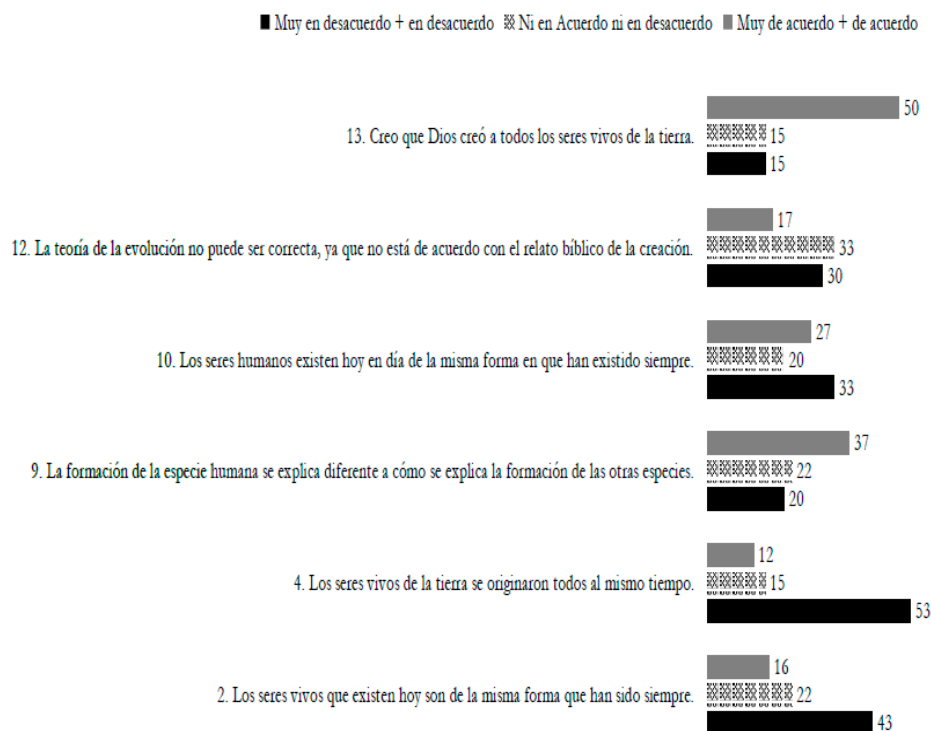 Muy en desacuerdo + en desacuerdo Ni en Acuerdo ni en desacuerdo Muy de acuerdo + de acuerdo
50
13. Creo que Dios creó a todos los seres vivos de la tierra. 15
15
17
12. La teoría de la evolución no puede ser correcta, ya que no está de acuerdo con el relato bíblico de la creación. 33
30
27
10. Los seres humanos existen hoy en día de la misma forma en que han existido siempre. 20
33
37
9. La formación de la especie humana se explica diferente a cómo se explica la formación de las otras especies. 22
20
12
4. Los seres vivos de la tierra se originaron todos al mismo tiempo. 15
53
16
2. Los seres vivos que existen hoy son de la misma forma que han sido siempre. 22
43